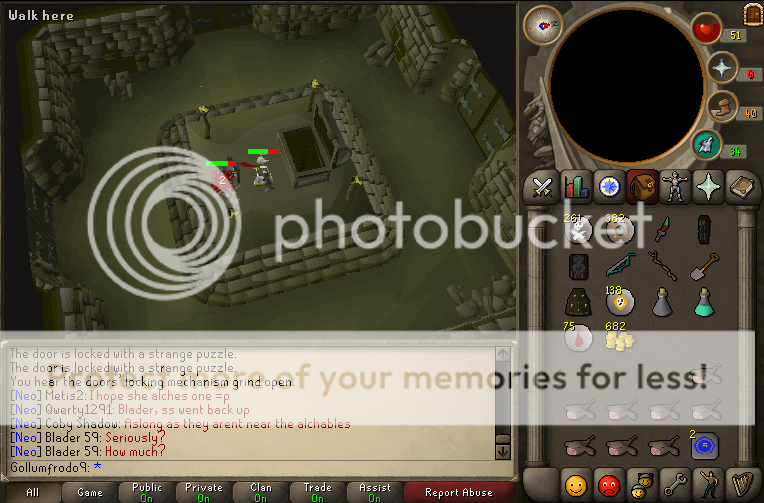 Walk here
51
0
40
34
2
photobucket
261
382
138
75
682
Protect more of your memories for less!
The door is locked with a strange puzzle.
The door is locked with a strange puzzle.
You hear the doors' locking mechanism grind open.
[Neo] Metis2: I hope she alches one =p
[Neo] Qwerty1291: Blader, ss went back up
[Neo] Coby Shadow: Aslong as they arent near the alchables
[Neo] Blader 59: Seriously?
[Neo] Blader 59: How much?
Gollumfrodo9: *
2
All
Game
Public
On
Private
On
Clan
On
Trade
On
Assist
On
Report Abuse